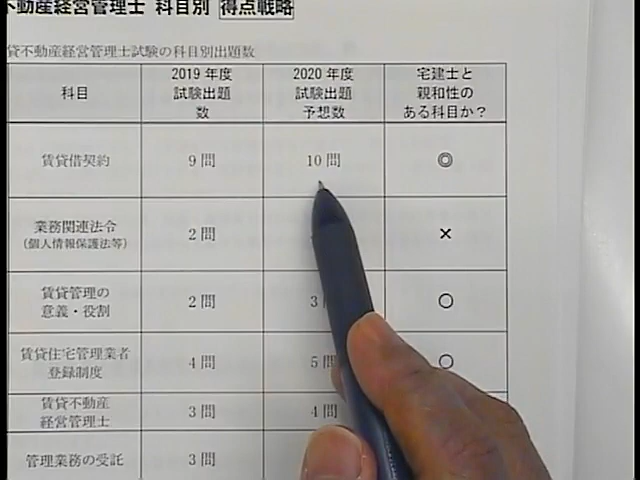 不動産経営管理士 科目別 得点戦略
貸不動産経営管理士試験の科目別出題数
科目 2019年度試験出題数 2020年度試験出題予想数 宅建士と親和性のある科目か?
賃貸借契約 9問 10問 ◎
業務関連法令(個人情報保護法等) 2問 ×
賃貸管理の意義・役割 2問 3 ○
賃貸住宅管理業者登録制度 4問 5問 ○
賃貸不動産経営管理士 3問 4問
管理業務の受託 3問